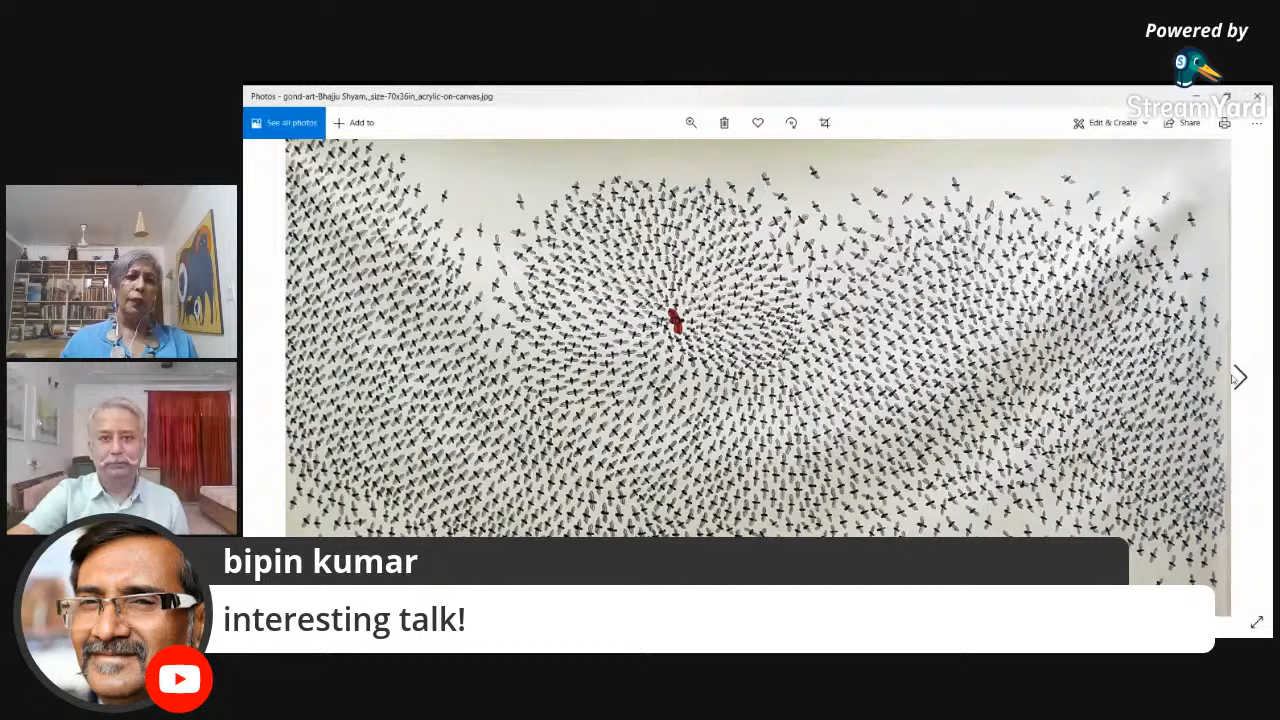 Powered by
StreamYard
Photos - gond-art-Bhajju Shyam,_size-70x36in_acrylic-on-canvas.jpg
See all photos
Add to
Edit & Create
Share
bipin kumar
interesting talk!